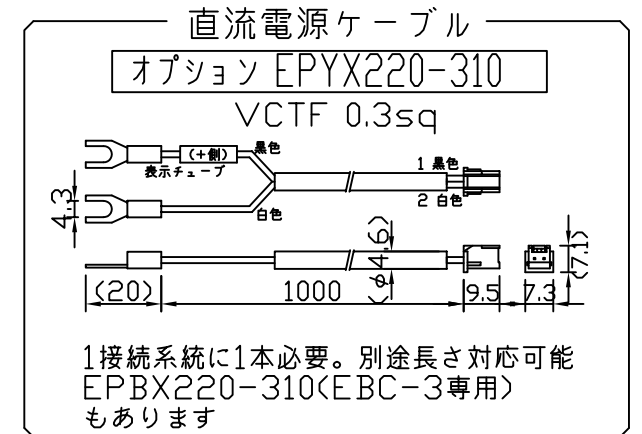 直流電源ケーブル
オプション EPYX220-310
VCTF 0.3sq
(+側)
黒色
表示チューブ
1 黒色
4.3
白色
2 白色
(φ4.6)
(7.1)
(20)
1000
9.5
7.3
1接続系統に1本必要。別途長さ対応可能
EPBX220-310(EBC-3専用)
もあります